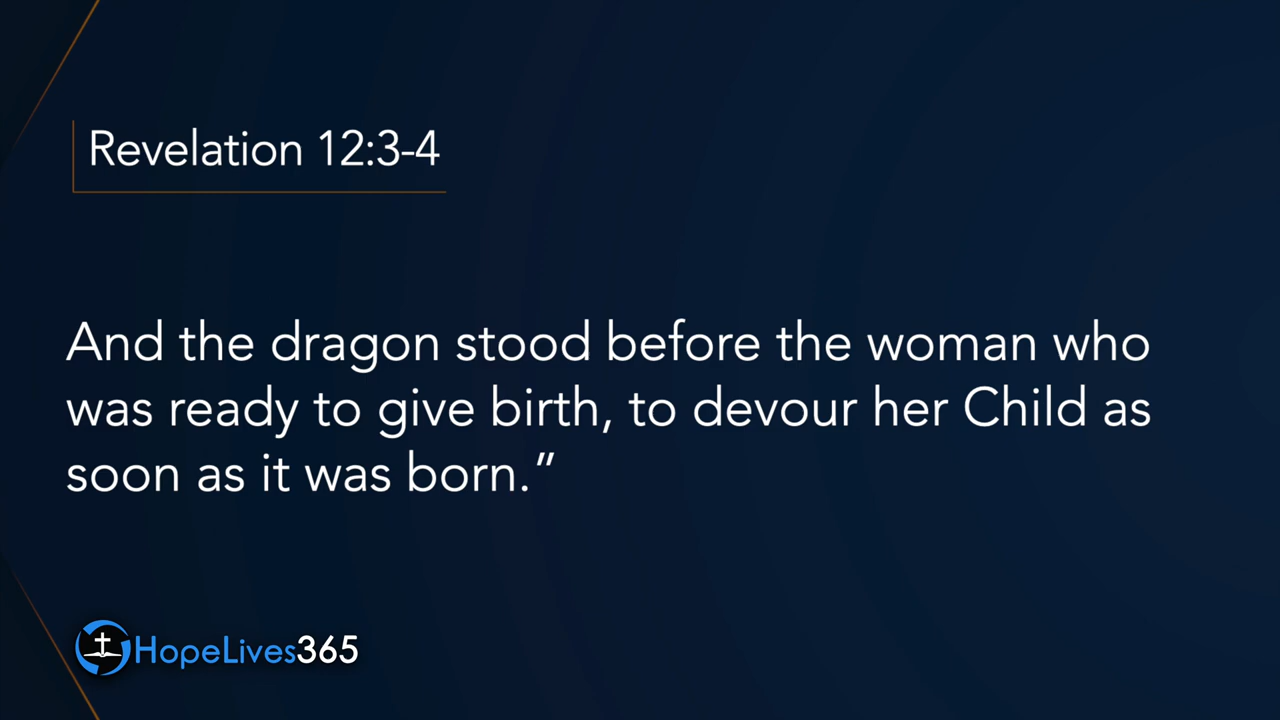 Revelation 12:3-4
And the dragon stood before the woman who
was ready to give birth, to devour her Child as
soon as it was born.”
HopeLives365